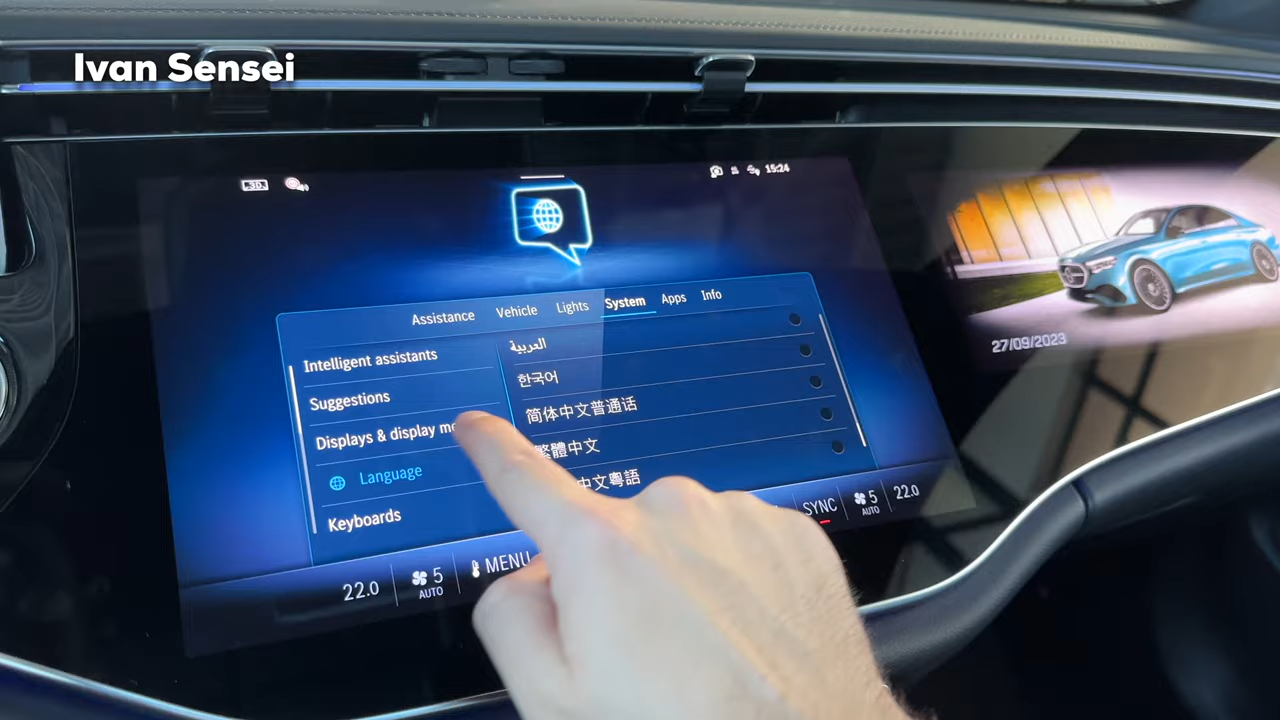 Ivan Sensei
3D
15:24
Assistance Vehicle Lights System Apps Info
Intelligent assistants
Suggestions
Displays & display me
Language
Keyboards
العربية
한국어
简体中文普通话
繁體中文
中文粵語
27/09/2023
22.0
5
AUTO
MENU
SYNC
5
AUTO
22.0